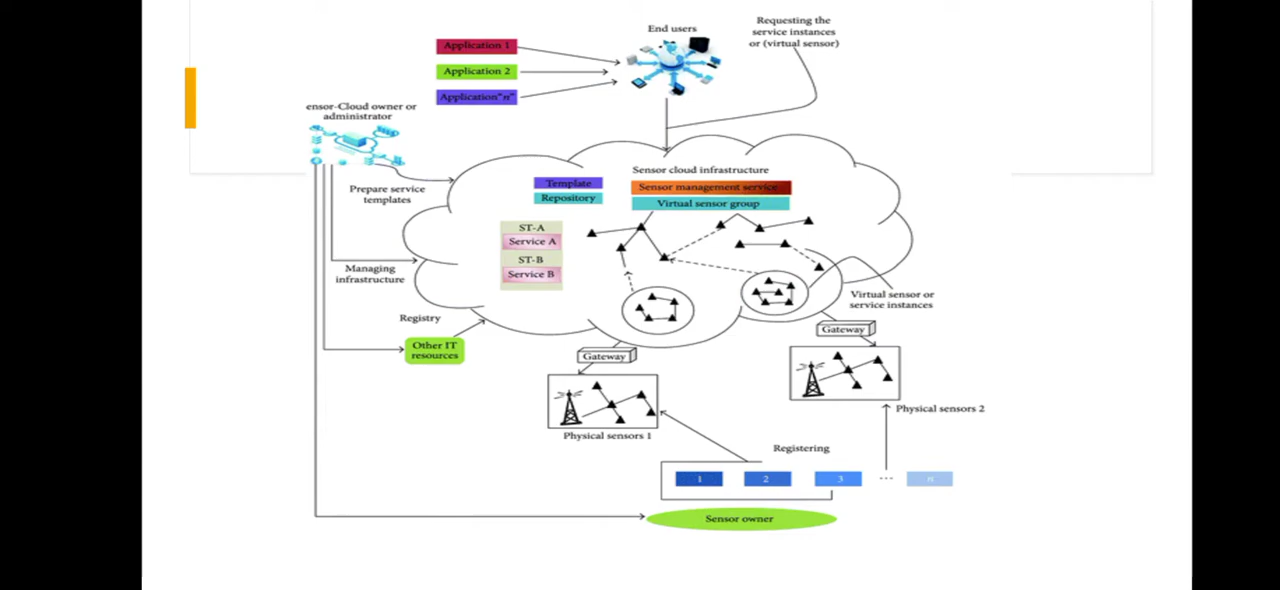 Requesting the
service instances
or (virtual sensor)
End users
Application 1
Application 2
Application "n"
ensor-Cloud owner or
administrator
Prepare service
templates
Managing
infrastructure
Registry
Other IT
resources
Sensor cloud infrastructure
Template
Repository
Sensor management service
Virtual sensor group
ST-A
Service A
ST-B
Service B
Virtual sensor or
service instances
Gateway
Gateway
Physical sensors 1
Physical sensors 2
Registering
1 2 3 ... n
Sensor owner